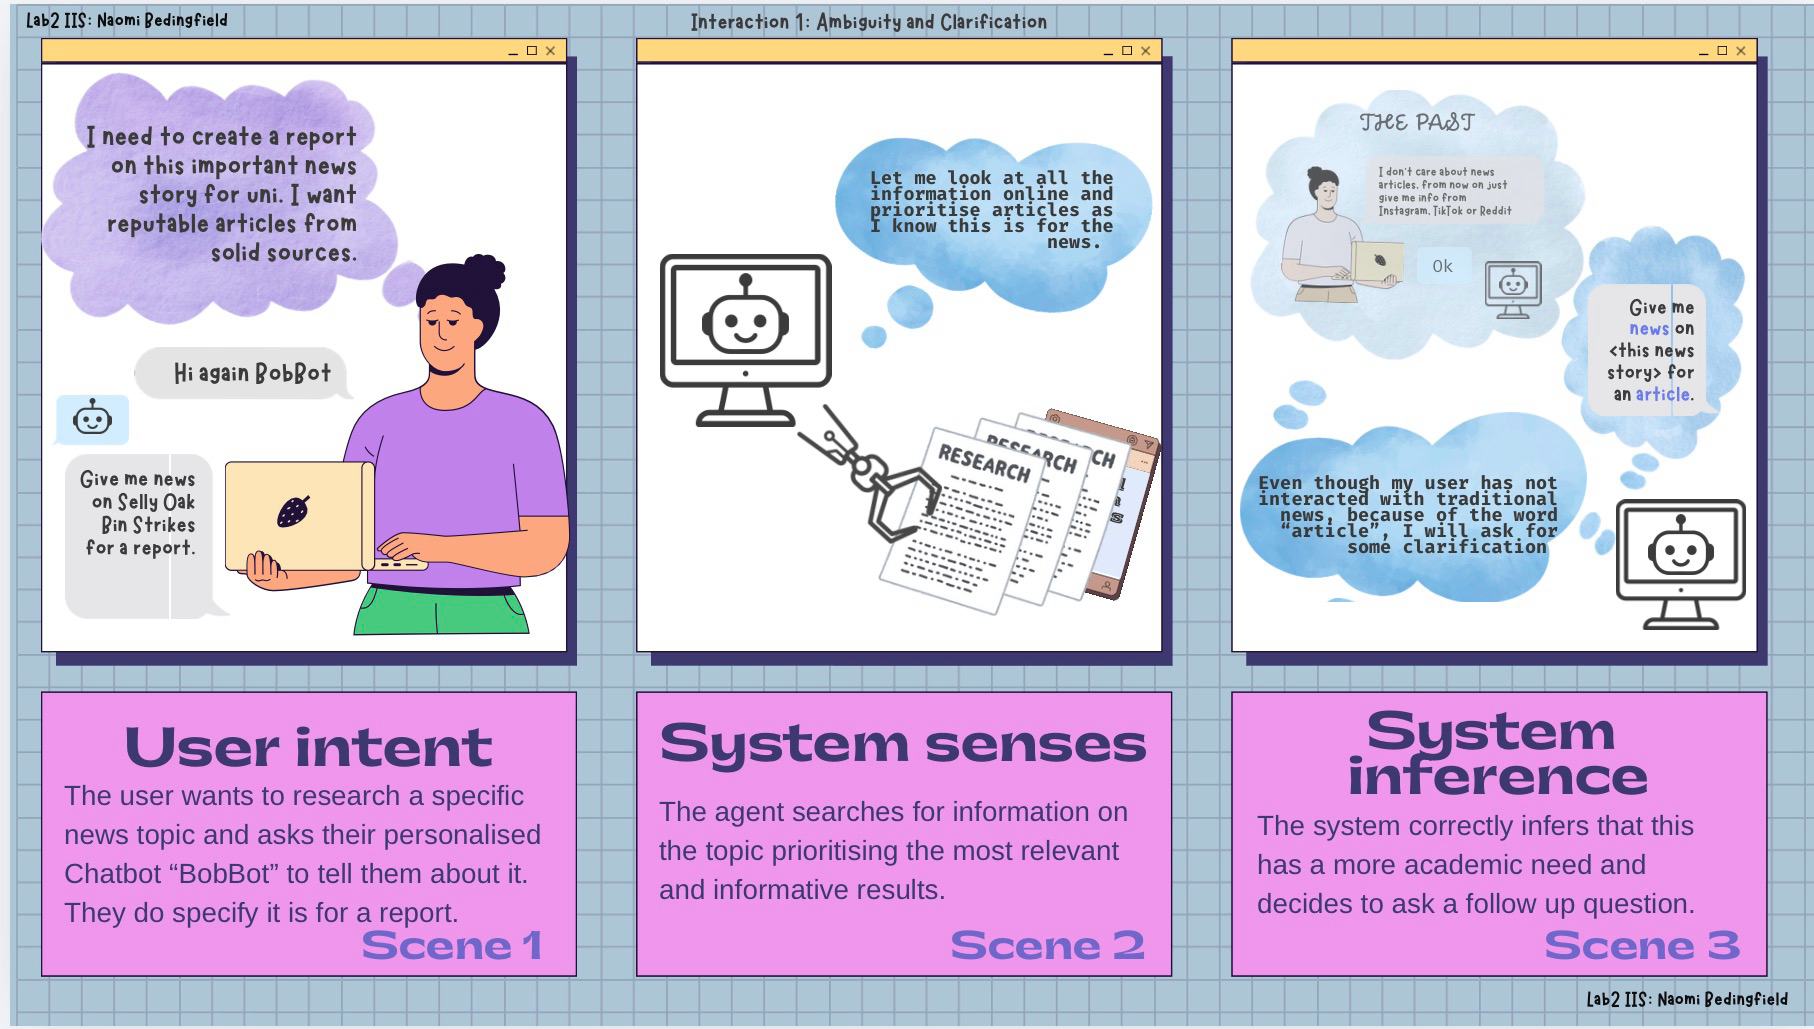 Lab2 IIS: Naomi Bedingfield
Interaction 1: Ambiguity and Clarification
I need to create a report
on this important news
story for uni. I want
reputable articles from
solid sources.
Hi again BobBot
Give me news
on Selly Oak
Bin Strikes
for a report.
Let me look at all the
information online and
prioritise articles as
I know this is for the
news.
RESEARCH
RESEARCH
RESEARCH
THE PAST
I don't care about news
articles. from now on just
give me info from
Instagram, TikTok or Reddit
Ok
Give me
news on
<this news
story> for
an article.
Even though my user has not
interacted with traditional
news, because of the word
“article”, I will ask for
some clarification
User intent
The user wants to research a specific
news topic and asks their personalised
Chatbot “BobBot” to tell them about it.
They do specify it is for a report.
Scene 1
System senses
The agent searches for information on
the topic prioritising the most relevant
and informative results.
Scene 2
System
inference
The system correctly infers that this
has a more academic need and
decides to ask a follow up question.
Scene 3
Lab2 IIS: Naomi Bedingfield